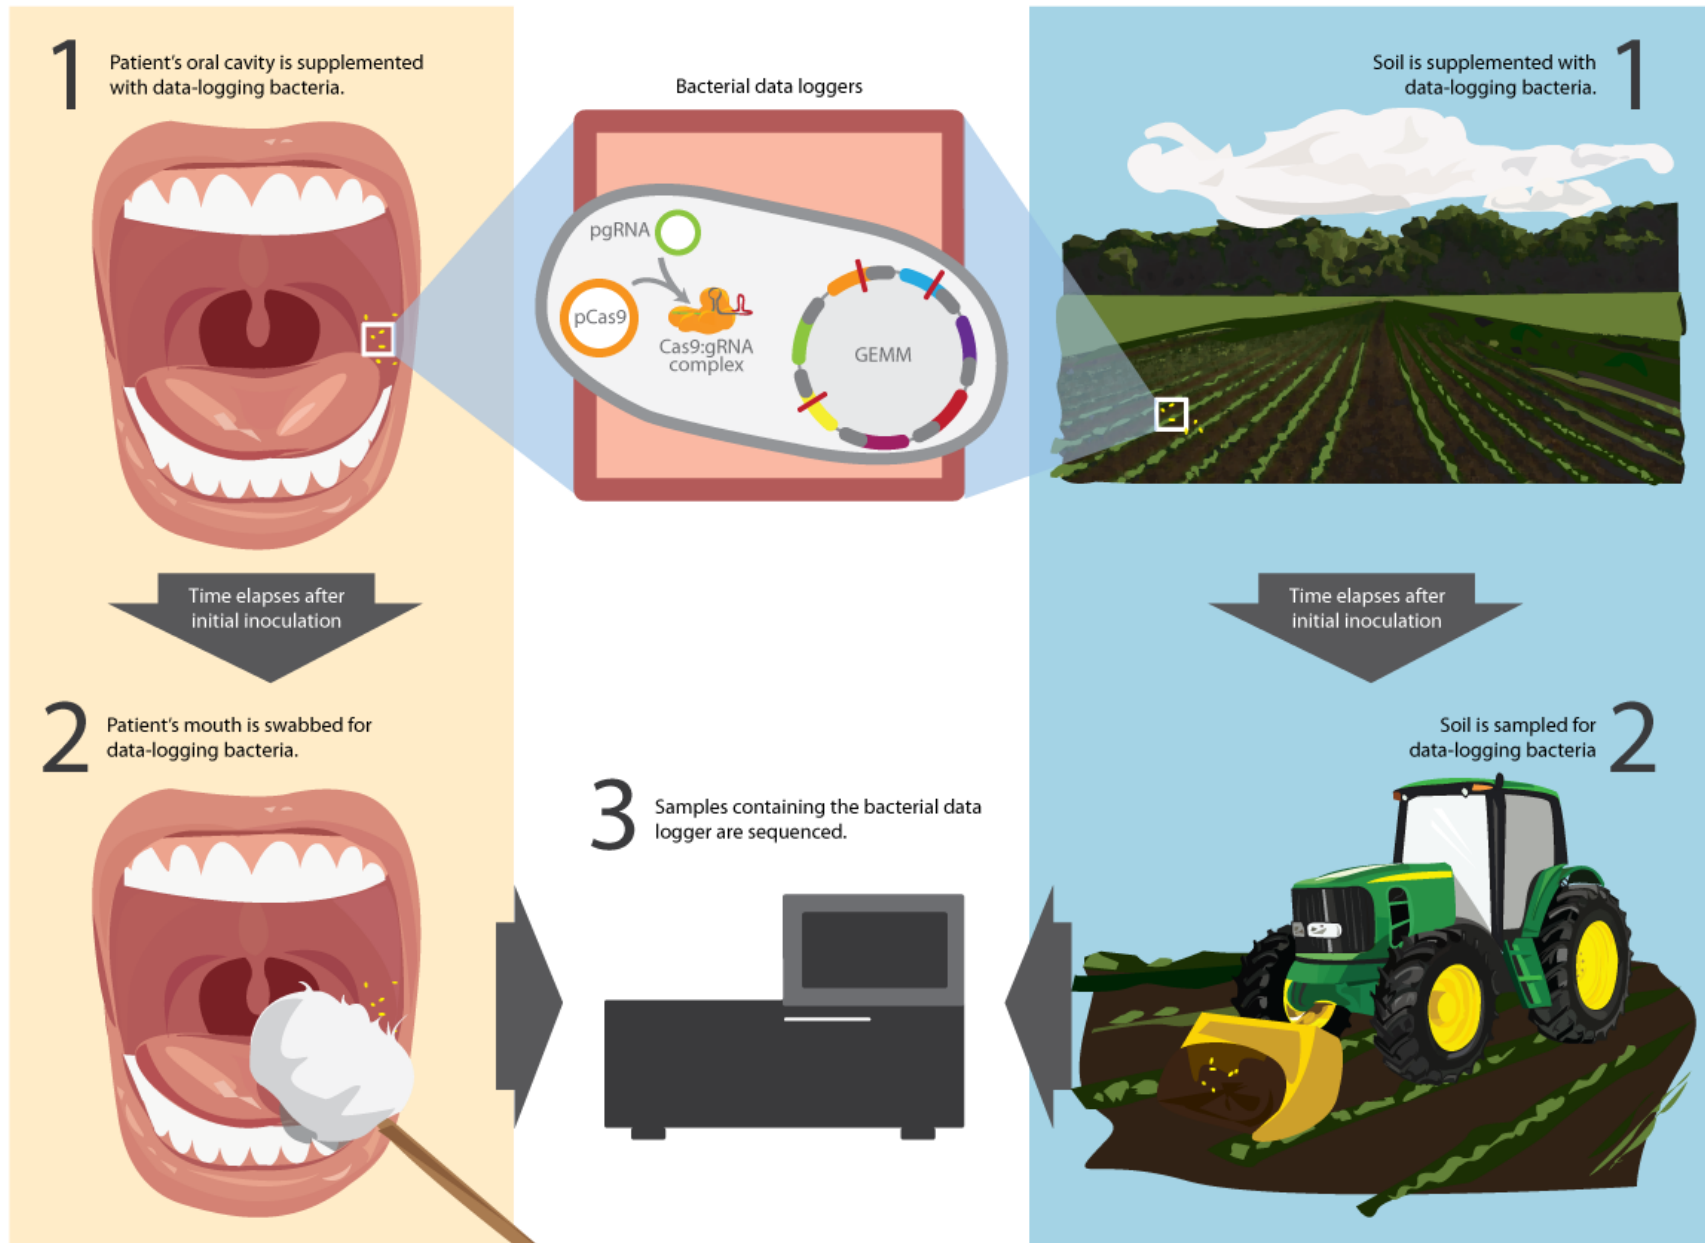 1
Patient's oral cavity is supplemented
with data-logging bacteria.
Bacterial data loggers
pgRNA
pCas9
Cas9:gRNA
complex
GEMM
Soil is supplemented with
data-logging bacteria.
1
Time elapses after
initial inoculation
Time elapses after
initial inoculation
2
Patient's mouth is swabbed for
data-logging bacteria.
3
Samples containing the bacterial data
logger are sequenced.
Soil is sampled for
data-logging bacteria
2